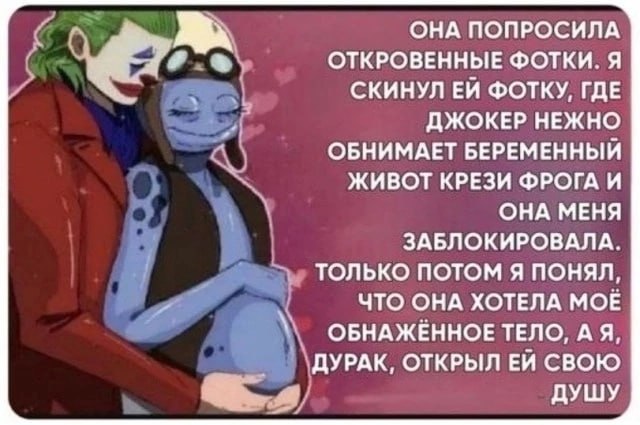 ОНА ПОПРОСИЛА
ОТКРОВЕННЫЕ ФОТКИ. Я
СКИНУЛ ЕЙ ФОТКУ, ГДЕ
ДЖОКЕР НЕЖНО
ОБНИМАЕТ БЕРЕМЕННЫЙ
ЖИВОТ КРЕЗИ ФРОГА И
ОНА МЕНЯ
ЗАБЛОКИРОВАЛА.
ТОЛЬКО ПОТОМ Я ПОНЯЛ,
ЧТО ОНА ХОТЕЛА МОЁ
ОБНАЖЁННОЕ ТЕЛО, А Я,
ДУРАК, ОТКРЫЛ ЕЙ СВОЮ
ДУШУ